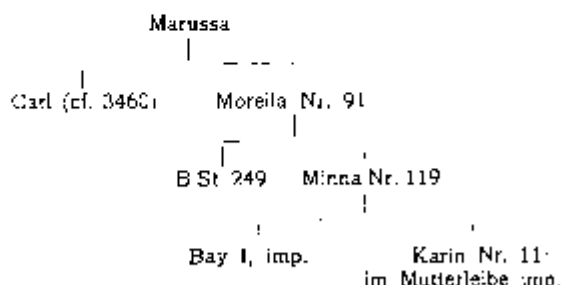 Marussa
Carl (cf. 3460) Moreila Nr. 91
B St 249 Minna Nr. 119
Bay I, imp. Karin Nr.
im Mutterleibe imp.